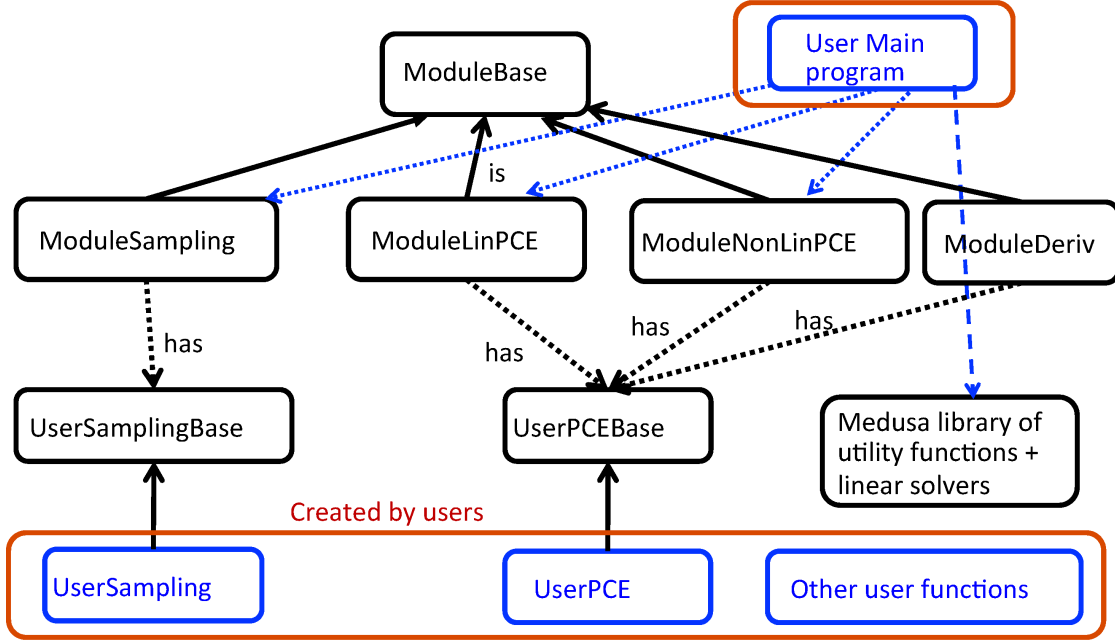 User Main
program
ModuleBase
is
ModuleSampling
ModuleLinPCE
ModuleNonLinPCE
ModuleDeriv
has
has
has
has
UserSamplingBase
UserPCEBase
Medusa library of
utility functions +
linear solvers
Created by users
UserSampling
UserPCE
Other user functions